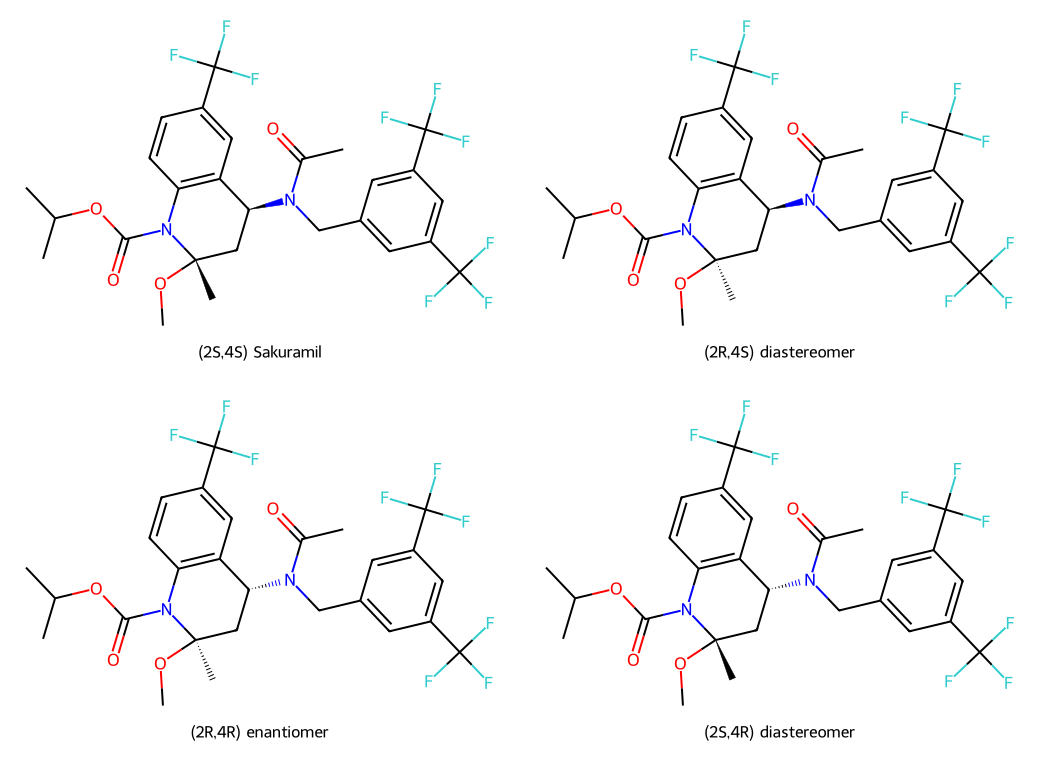 F F
F F F F
F F F F
F F
O F O F
O N O N
N F N F
O O F F O O F F
(2S,4S) Sakuramil
(2R,4S) diastereomer
F F
F F F F
F F F F
F F
O F O F
O N O N
N F N F
O O F F O O F F
(2R,4R) enantiomer
(2S,4R) diastereomer